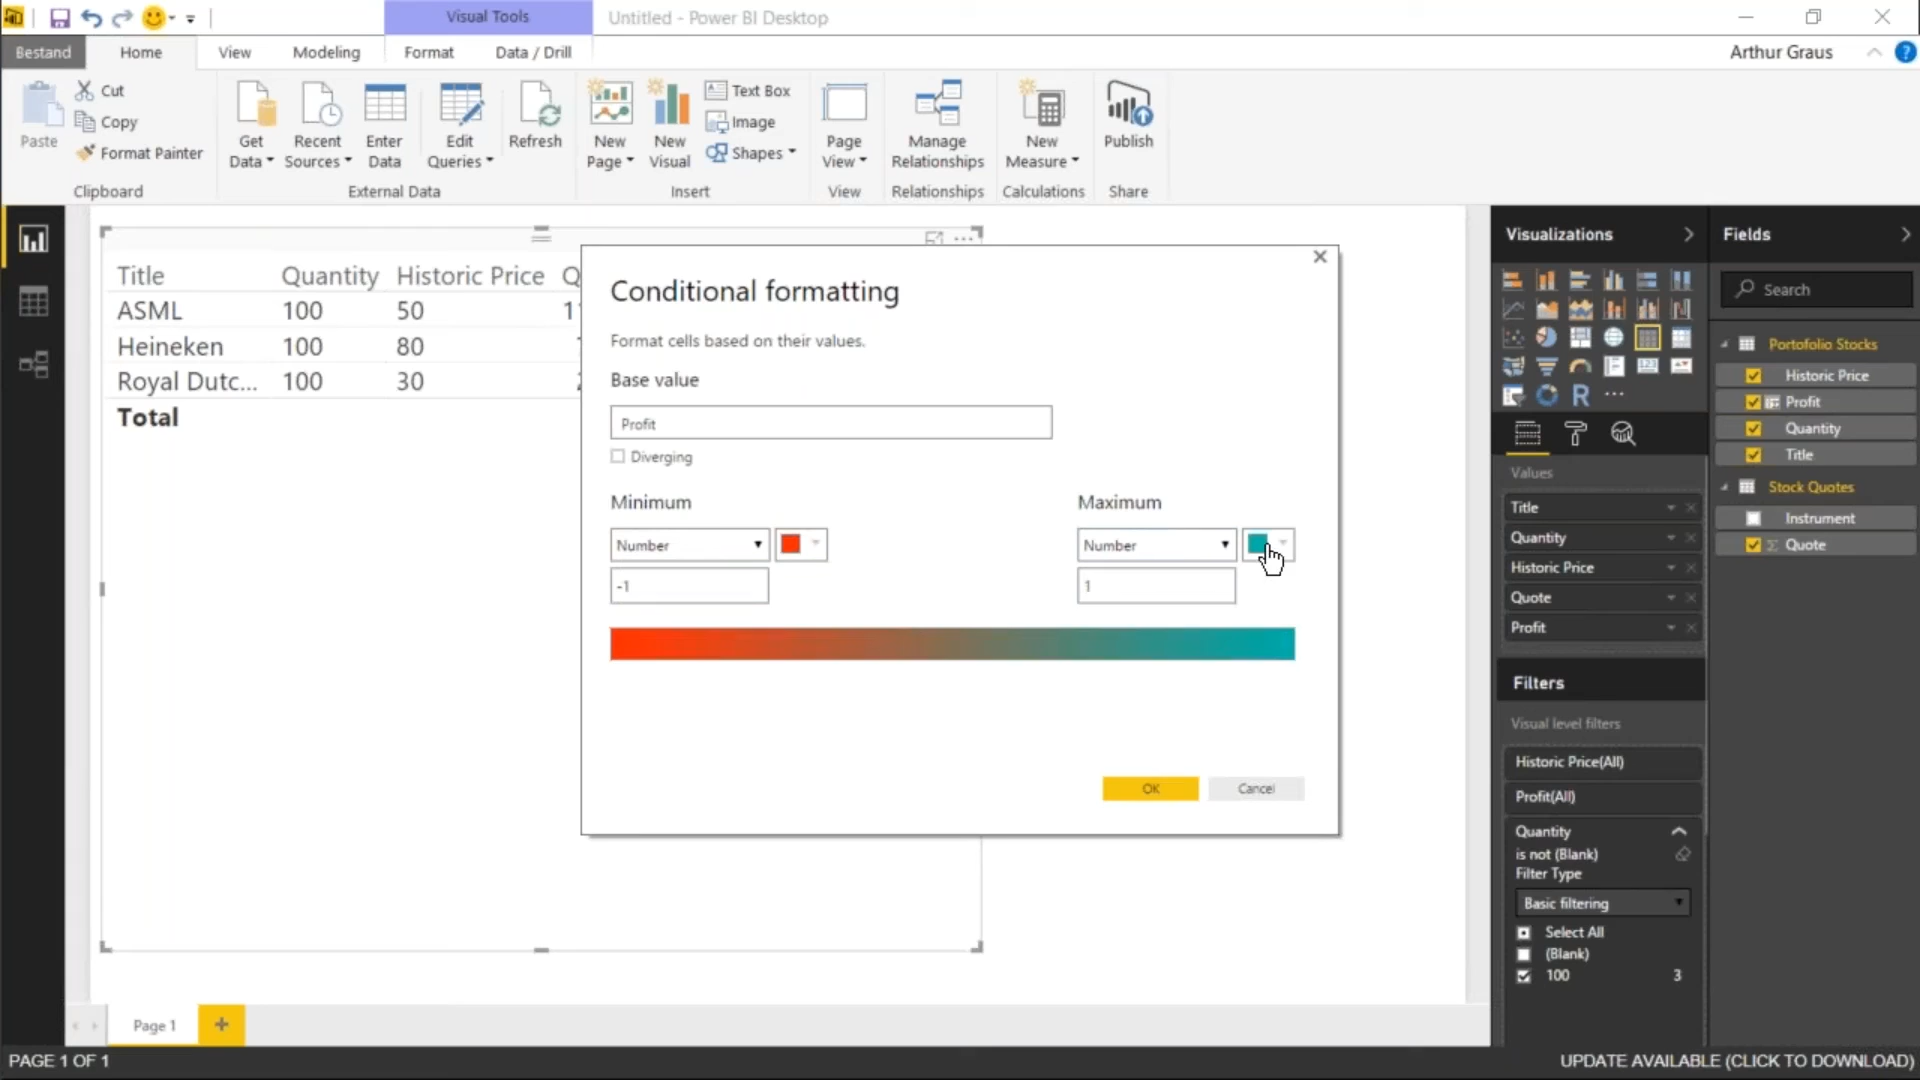 Visual Tools
Untitled - Power BI Desktop
Bestand
Home
View
Modeling
Format
Data / Drill
Arthur Graus
Paste
Cut
Copy
Format Painter
Clipboard
Get Data
Recent Sources
Enter Data
Edit Queries
Refresh
External Data
New Page
New Visual
Text Box
Image
Shapes
Insert
Page View
View
Manage Relationships
Relationships
New Measure
Calculations
Publish
Share
Title Quantity Historic Price Q
ASML 100 50
Heineken 100 80
Royal Dutc... 100 30
Total
Conditional formatting
Format cells based on their values.
Base value
Profit
Diverging
Minimum
Number
-1
Maximum
Number
1
OK
Cancel
Visualizations
R
123
Values
Title
Quantity
Historic Price
Quote
Profit
Filters
Visual level filters
Historic Price(All)
Profit(All)
Quantity
is not (Blank)
Filter Type
Basic filtering
Select All
(Blank)
100 3
Fields
Search
Portofolio Stocks
Historic Price
Profit
Quantity
Title
Stock Quotes
Instrument
Σ Quote
Page 1
PAGE 1 OF 1
UPDATE AVAILABLE (CLICK TO DOWNLOAD)